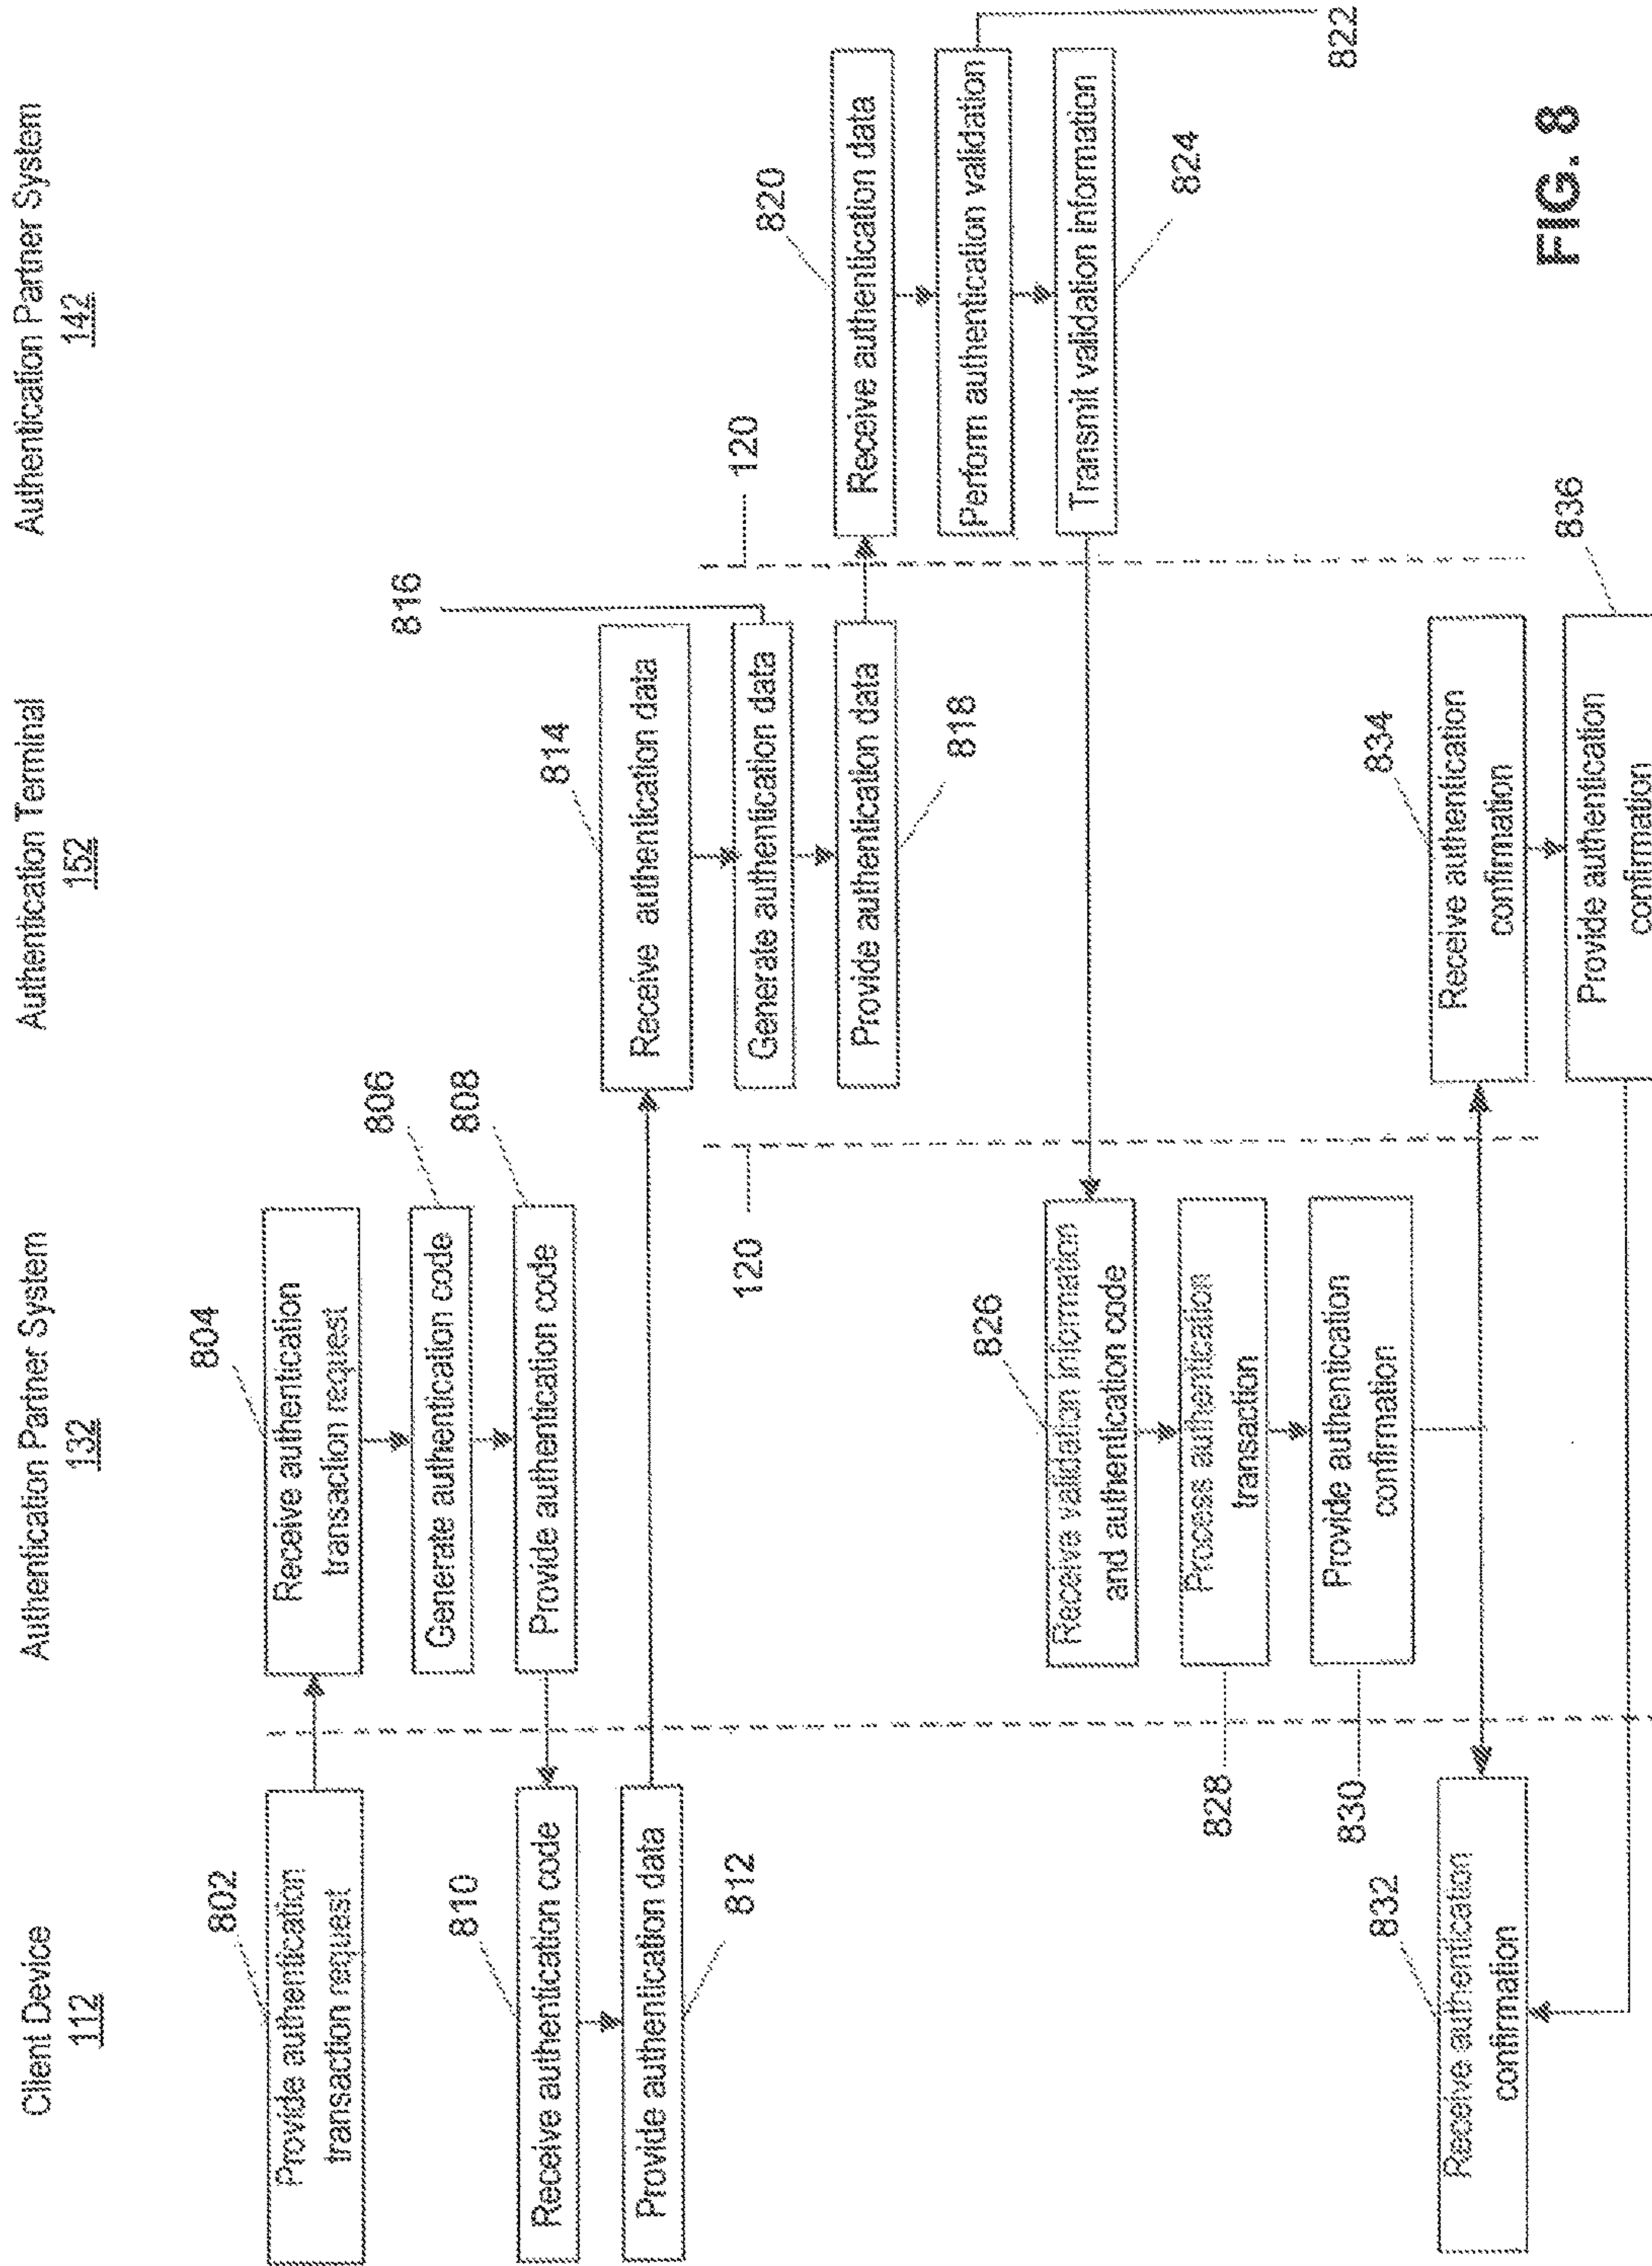 Client Device
112
Authentication Partner System
132
Authentication Terminal
152
Authentication Partner System
142
802
Provide authentication
transaction request
804
Receive authentication
transaction request
806
Generate authentication code
808
Provide authentication code
810
Receive authentication code
812
Provide authentication data
814
Receive authentication data
816
Generate authentication data
818
Provide authentication data
120
820
Receive authentication data
Perform authentication validation
822
Transmit validation information
824
120
826
Receive validation information
and authentication code
828
Process authentication
transaction
830
Provide authentication
confirmation
832
Receive authentication
confirmation
834
Receive authentication
confirmation
836
Provide authentication
confirmation
FIG. 8